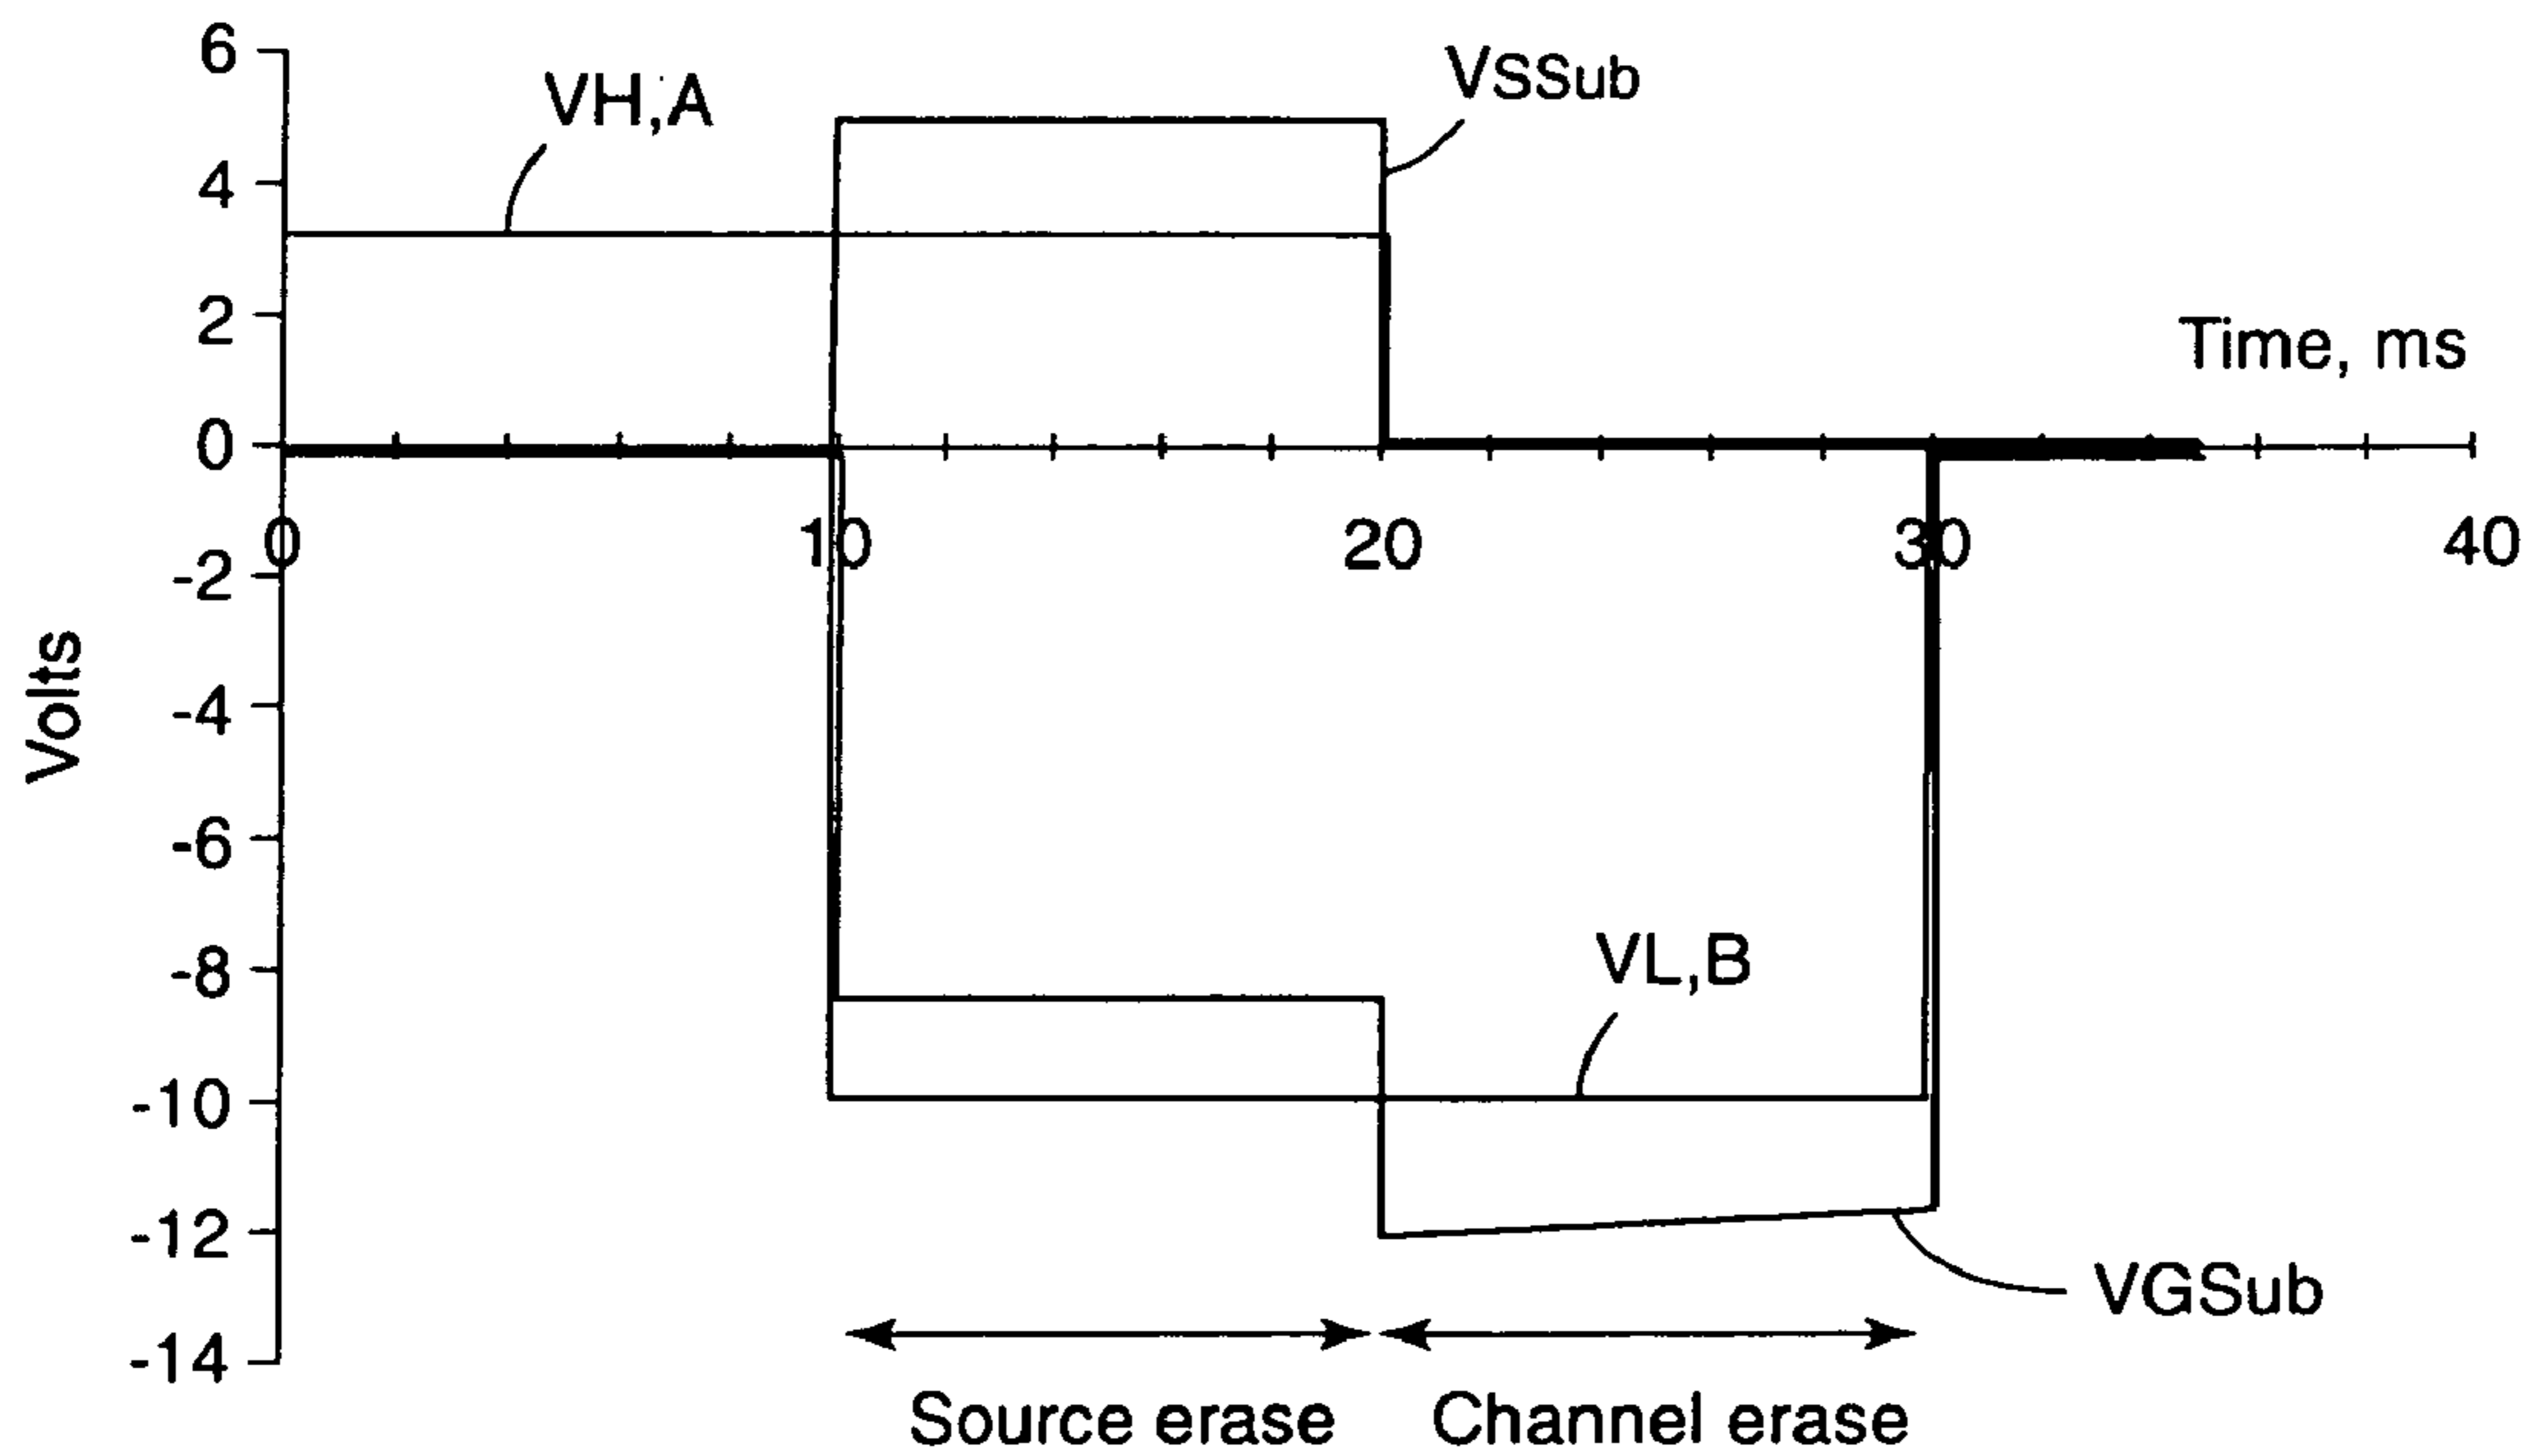 6
VH,A
VSSub
4
2
Time, ms
0
0
10
20
30
40
-2
Volts
-4
-6
-8
VL,B
-10
-12
VGSub
-14
Source erase
Channel erase